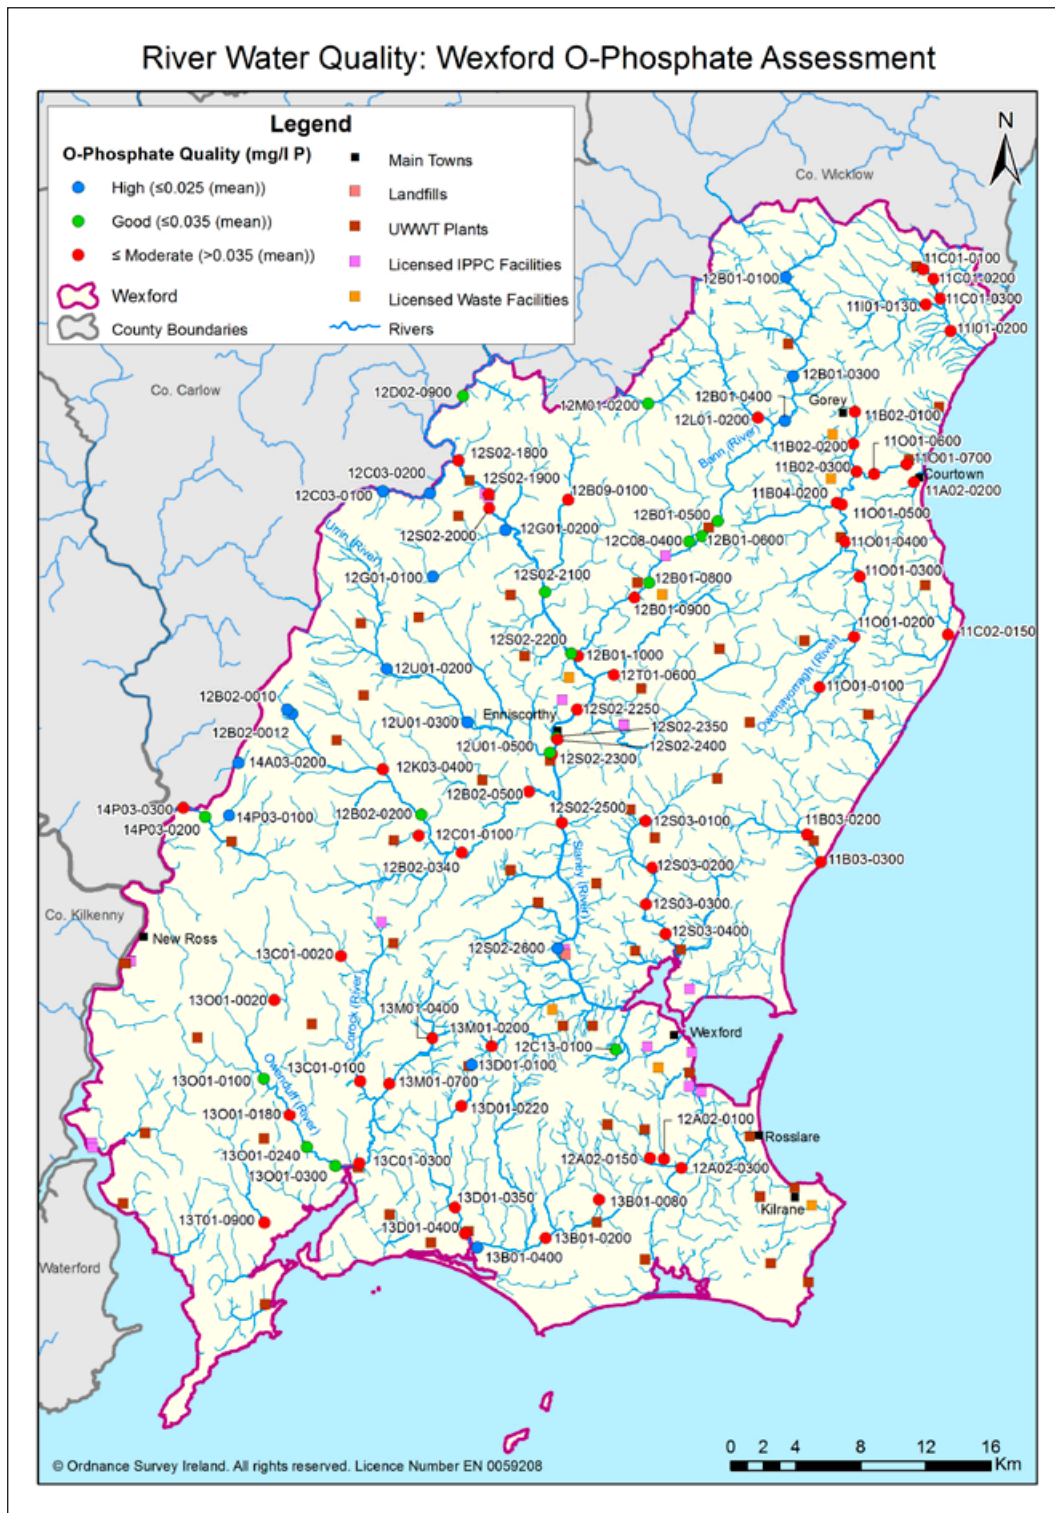 River Water Quality: Wexford O-Phosphate Assessment
Legend
O-Phosphate Quality (mg/l P)
High (≤0.025 (mean))
Good (≤0.035 (mean))
≤ Moderate (>0.035 (mean))
Wexford
County Boundaries
Main Towns
Landfills
UWWT Plants
Licensed IPPC Facilities
Licensed Waste Facilities
Rivers
N
Co. Wicklow
11C01-0100
12B01-0100
11C01-0200
11C01-0300
11I01-0130
11I01-0200
Co. Carlow
12B01-0300
12D02-0900
12B01-0400
12M01-0200
Gorey
12L01-0200
11B02-0100
11B02-0200
11O01-0600
Bann (River)
11O01-0700
12S02-1800
11B02-0300
Courtown
12C03-0200
12S02-1900
11A02-0200
12C03-0100
12B09-0100
11B04-0200
11O01-0500
12B01-0500
12S02-2000
12G01-0200
12C08-0400
12B01-0600
11O01-0400
Urrin (River)
12G01-0100
12S02-2100
12B01-0800
11O01-0300
12B01-0900
11O01-0200
11C02-0150
12S02-2200
12B01-1000
12U01-0200
12T01-0600
Owenavorragh (River)
11O01-0100
12B02-0010
12S02-2250
Enniscorthy
12U01-0300
12S02-2350
12B02-0012
12U01-0500
12S02-2400
12S02-2300
14A03-0200
12K03-0400
12B02-0500
14P03-0300
14P03-0100
12B02-0200
12S02-2500
14P03-0200
12S03-0100
11B03-0200
12C01-0100
Slaney (River)
12B02-0340
12S03-0200
11B03-0300
12S03-0300
Co. Kilkenny
12S03-0400
New Ross
12S02-2600
13C01-0020
13O01-0020
Corock (River)
13M01-0400
13M01-0200
Wexford
12C13-0100
13D01-0100
13C01-0100
13O01-0100
13M01-0700
Owenduff (River)
13D01-0220
13O01-0180
12A02-0100
Rosslare
13O01-0240
12A02-0150
13C01-0300
12A02-0300
13O01-0300
13D01-0350
13B01-0080
Kilrane
13T01-0900
13D01-0400
13B01-0200
13B01-0400
Waterford
0 2 4 8 12 16
Km
© Ordnance Survey Ireland. All rights reserved. Licence Number EN 0059208